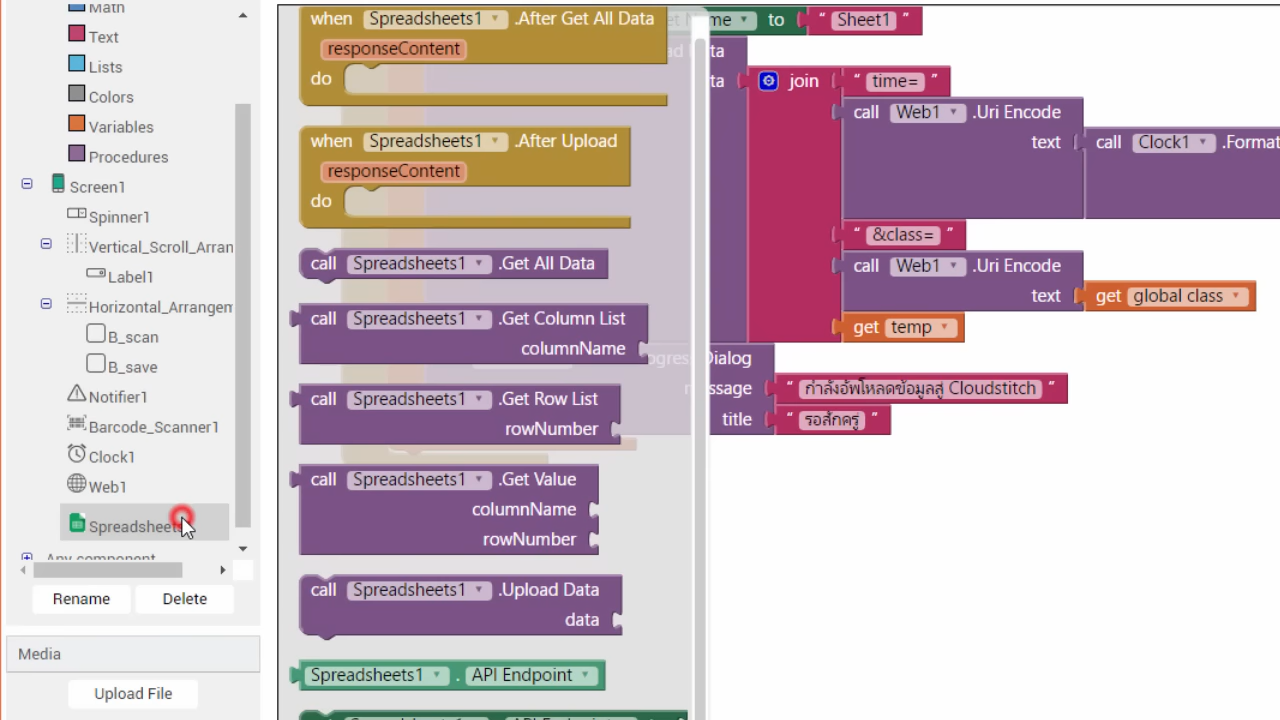 Math
Text
Lists
Colors
Variables
Procedures
Screen1
Spinner1
Vertical_Scroll_Arran
Label1
Horizontal_Arrangem
B_scan
B_save
Notifier1
Barcode_Scanner1
Clock1
Web1
Spreadsheets
Any component
Rename
Delete
Media
Upload File
when Spreadsheets1 .After Get All Data
responseContent
do
when Spreadsheets1 .After Upload
responseContent
do
call Spreadsheets1 .Get All Data
call Spreadsheets1 .Get Column List
columnName
call Spreadsheets1 .Get Row List
rowNumber
call Spreadsheets1 .Get Value
columnName
rowNumber
call Spreadsheets1 .Upload Data
data
Spreadsheets1 . API Endpoint
to " Sheet1 "
join " time= "
call Web1 .Uri Encode
text call Clock1 .Format
" &class= "
call Web1 .Uri Encode
text get global class
get temp
Dialog
" กำลังอัพโหลดข้อมูลสู่ Cloudstitch "
title " รอสักครู่ "